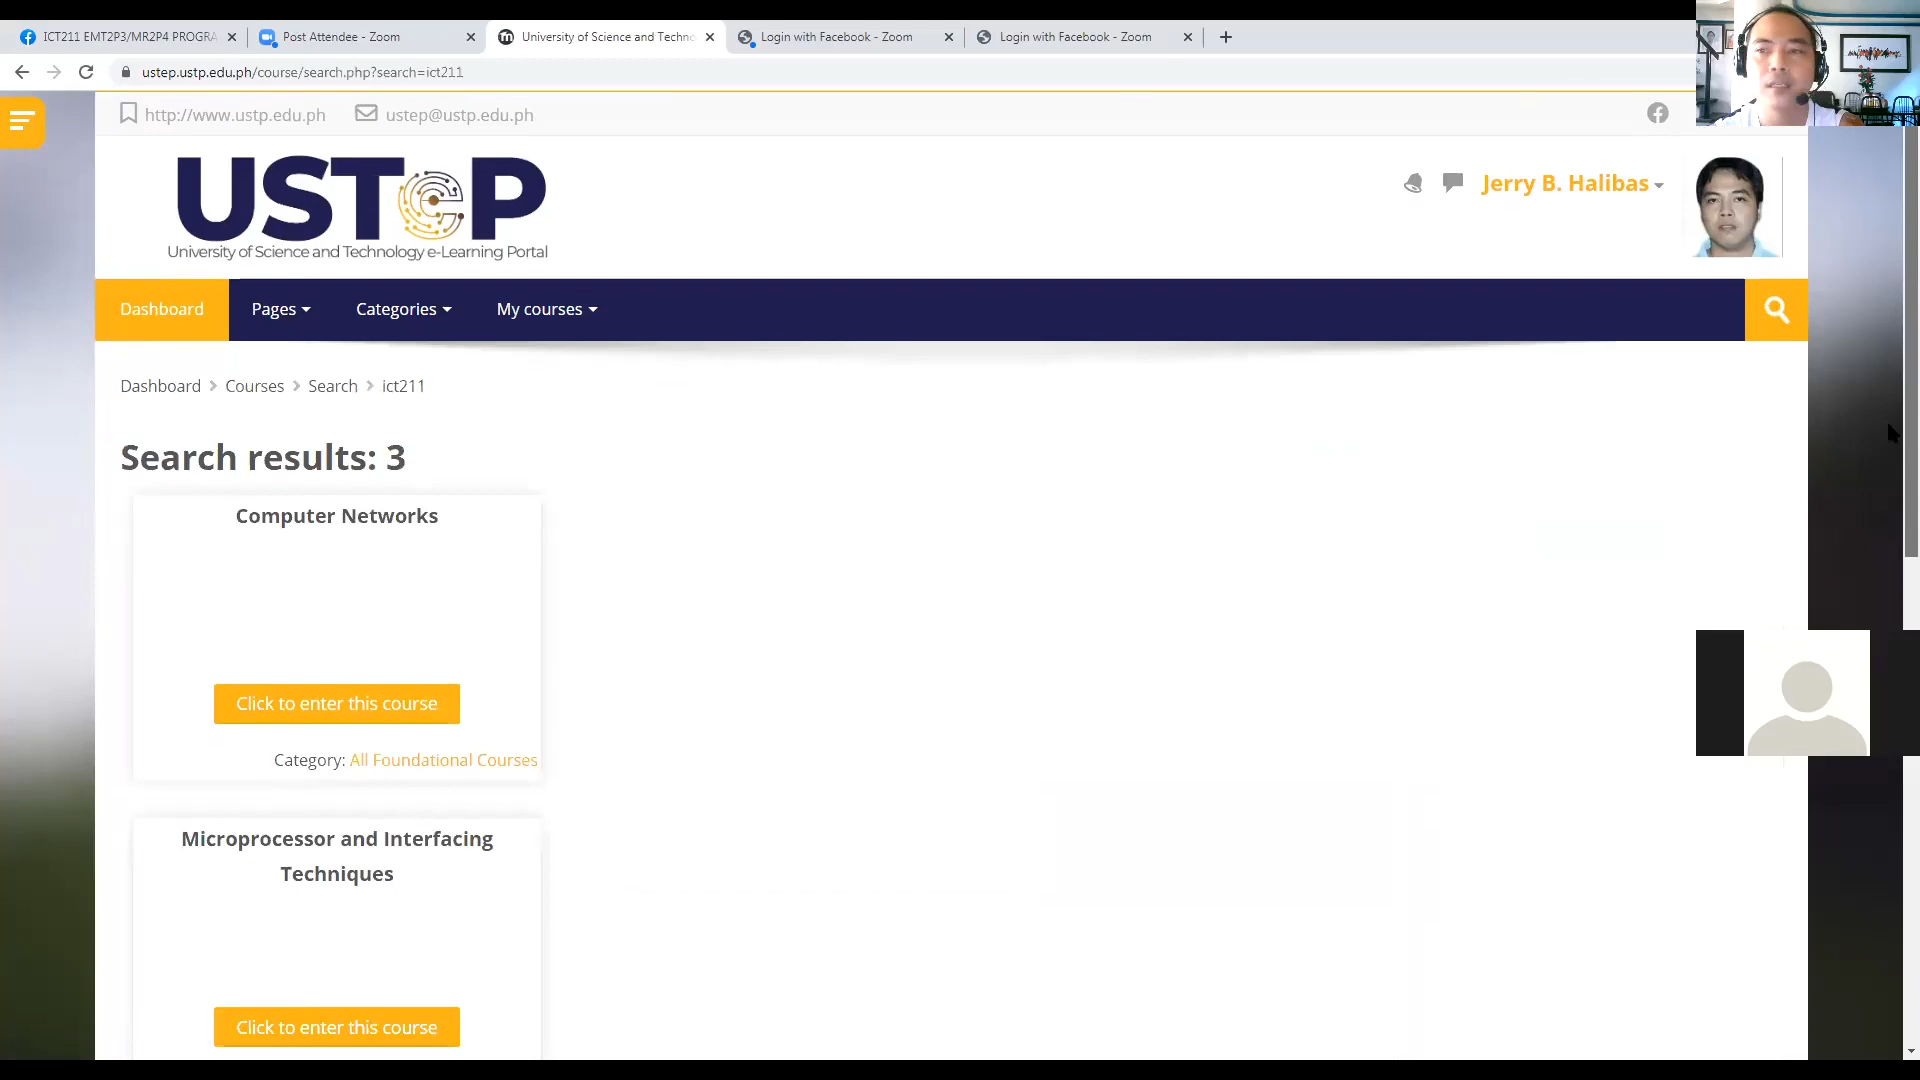 ICT211 EMT2P3/MR2P4 PROGRA
Post Attendee - Zoom
University of Science and Techno
Login with Facebook - Zoom
Login with Facebook - Zoom
ustep.ustp.edu.ph/course/search.php?search=ict211
http://www.ustp.edu.ph
ustep@ustp.edu.ph
USTeP
University of Science and Technology e-Learning Portal
Jerry B. Halibas
Dashboard
Pages
Categories
My courses
Dashboard
Courses
Search
ict211
Search results: 3
Computer Networks
Click to enter this course
Category: All Foundational Courses
Microprocessor and Interfacing
Techniques
Click to enter this course